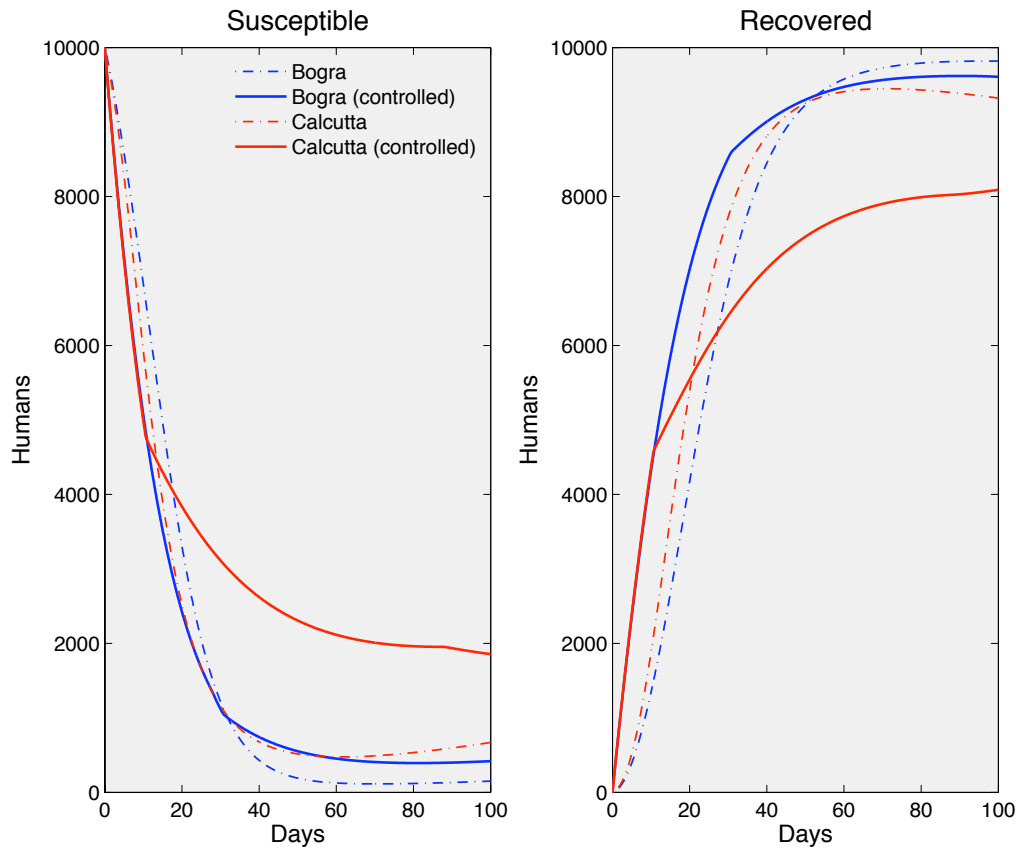 Susceptible
Humans
10000
8000
6000
4000
2000
0
Bogra
Bogra (controlled)
Calcutta
Calcutta (controlled)
0 20 40 60 80 100
Days
Recovered
Humans
10000
8000
6000
4000
2000
0
0 20 40 60 80 100
Days